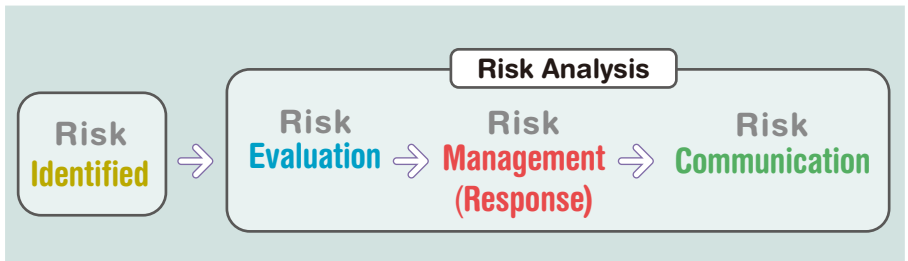 Risk Analysis
Risk
Identified
Risk
Evaluation
Risk
Management
(Response)
Risk
Communication